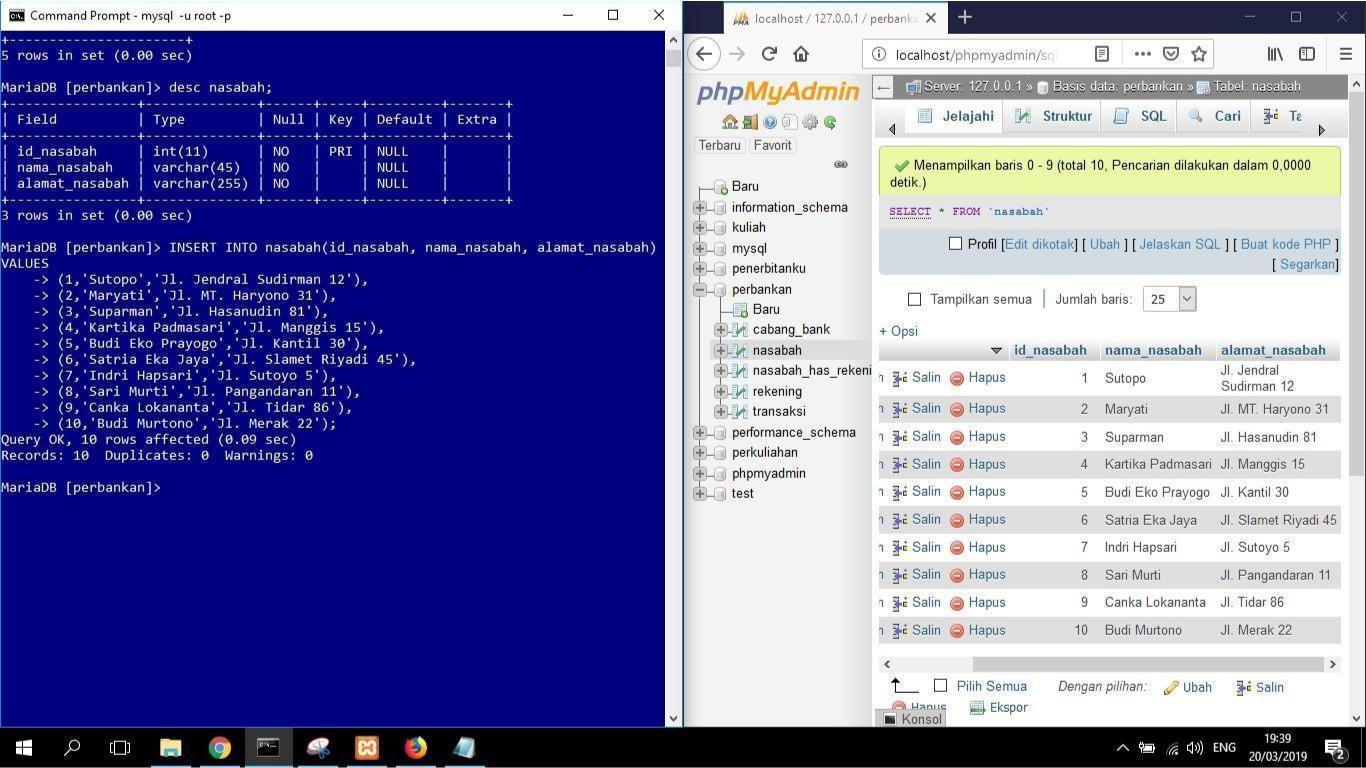 Command Prompt - mysql -u root -p
+----------------------+
5 rows in set (0.00 sec)
MariaDB [perbankan]> desc nasabah;
+----------------+--------------+------+-----+---------+-------+
| Field          | Type         | Null | Key | Default | Extra |
+----------------+--------------+------+-----+---------+-------+
| id_nasabah     | int(11)      | NO   | PRI | NULL    |       |
| nama_nasabah   | varchar(45)  | NO   |     | NULL    |       |
| alamat_nasabah | varchar(255) | NO   |     | NULL    |       |
+----------------+--------------+------+-----+---------+-------+
3 rows in set (0.00 sec)
MariaDB [perbankan]> INSERT INTO nasabah(id_nasabah, nama_nasabah, alamat_nasabah)
VALUES
-> (1,'Sutopo','Jl. Jendral Sudirman 12'),
-> (2,'Maryati','Jl. MT. Haryono 31'),
-> (3,'Suparman','Jl. Hasanudin 81'),
-> (4,'Kartika Padmasari','Jl. Manggis 15'),
-> (5,'Budi Eko Prayogo','Jl. Kantil 30'),
-> (6,'Satria Eka Jaya','Jl. Slamet Riyadi 45'),
-> (7,'Indri Hapsari','Jl. Sutoyo 5'),
-> (8,'Sari Murti','Jl. Pangandaran 11'),
-> (9,'Canka Lokananta','Jl. Tidar 86'),
-> (10,'Budi Murtono','Jl. Merak 22');
Query OK, 10 rows affected (0.09 sec)
Records: 10  Duplicates: 0  Warnings: 0
MariaDB [perbankan]>
localhost / 127.0.0.1 / perbanka
localhost/phpmyadmin/sql
phpMyAdmin
Terbaru Favorit
Baru
information_schema
kuliah
mysql
penerbitanku
perbankan
Baru
cabang_bank
nasabah
nasabah_has_rekeni
rekening
transaksi
performance_schema
perkuliahan
phpmyadmin
test
Server: 127.0.0.1 » Basis data: perbankan » Tabel: nasabah
Jelajahi Struktur SQL Cari Ta
Menampilkan baris 0 - 9 (total 10, Pencarian dilakukan dalam 0,0000
detik.)
SELECT * FROM `nasabah`
Profil [Edit dikotak] [ Ubah ] [ Jelaskan SQL ] [ Buat kode PHP ]
[ Segarkan]
Tampilkan semua | Jumlah baris: 25
+ Opsi
id_nasabah nama_nasabah alamat_nasabah
Salin Hapus 1 Sutopo Jl. Jendral
Sudirman 12
Salin Hapus 2 Maryati Jl. MT. Haryono 31
Salin Hapus 3 Suparman Jl. Hasanudin 81
Salin Hapus 4 Kartika Padmasari Jl. Manggis 15
Salin Hapus 5 Budi Eko Prayogo Jl. Kantil 30
Salin Hapus 6 Satria Eka Jaya Jl. Slamet Riyadi 45
Salin Hapus 7 Indri Hapsari Jl. Sutoyo 5
Salin Hapus 8 Sari Murti Jl. Pangandaran 11
Salin Hapus 9 Canka Lokananta Jl. Tidar 86
Salin Hapus 10 Budi Murtono Jl. Merak 22
Pilih Semua Dengan pilihan: Ubah Salin
Hapus Ekspor
Konsol
ENG
19:39
20/03/2019
2